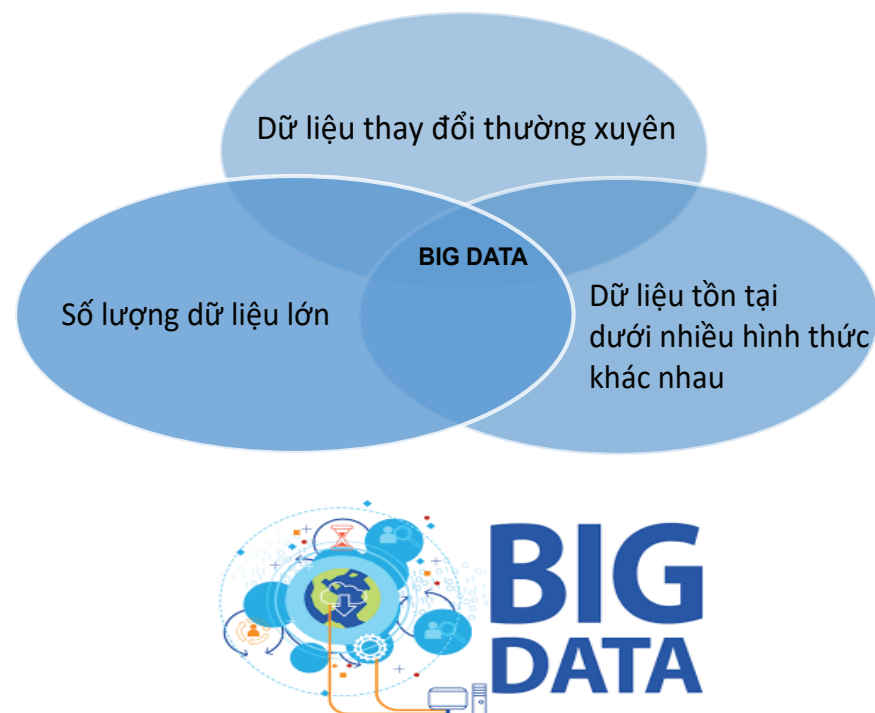 Dữ liệu thay đổi thường xuyên
BIG DATA
Số lượng dữ liệu lớn
Dữ liệu tồn tại
dưới nhiều hình thức
khác nhau
BIG
DATA